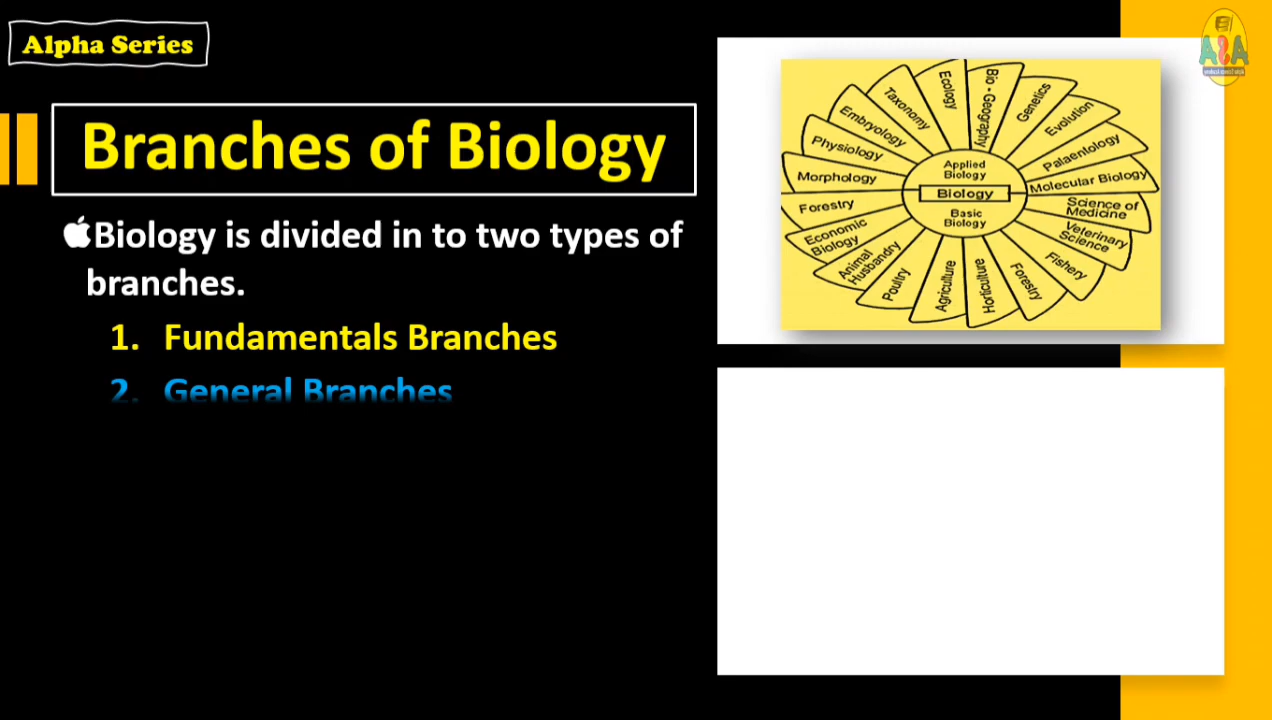 Alpha Series
Branches of Biology
Biology is divided in to two types of
branches.
1. Fundamentals Branches
2. General Branches
Applied
Biology
Biology
Basic
Biology
Forestry
Morphology
Physiology
Embryology
Taxonomy
Ecology
Bio - Geography
Genetics
Evolution
Palaentology
Molecular Biology
Science of
Medicine
Veterinary
Science
Fishery
Forestry
Horticulture
Agriculture
Poultry
Animal
Husbandry
Economic
Biology
ASA